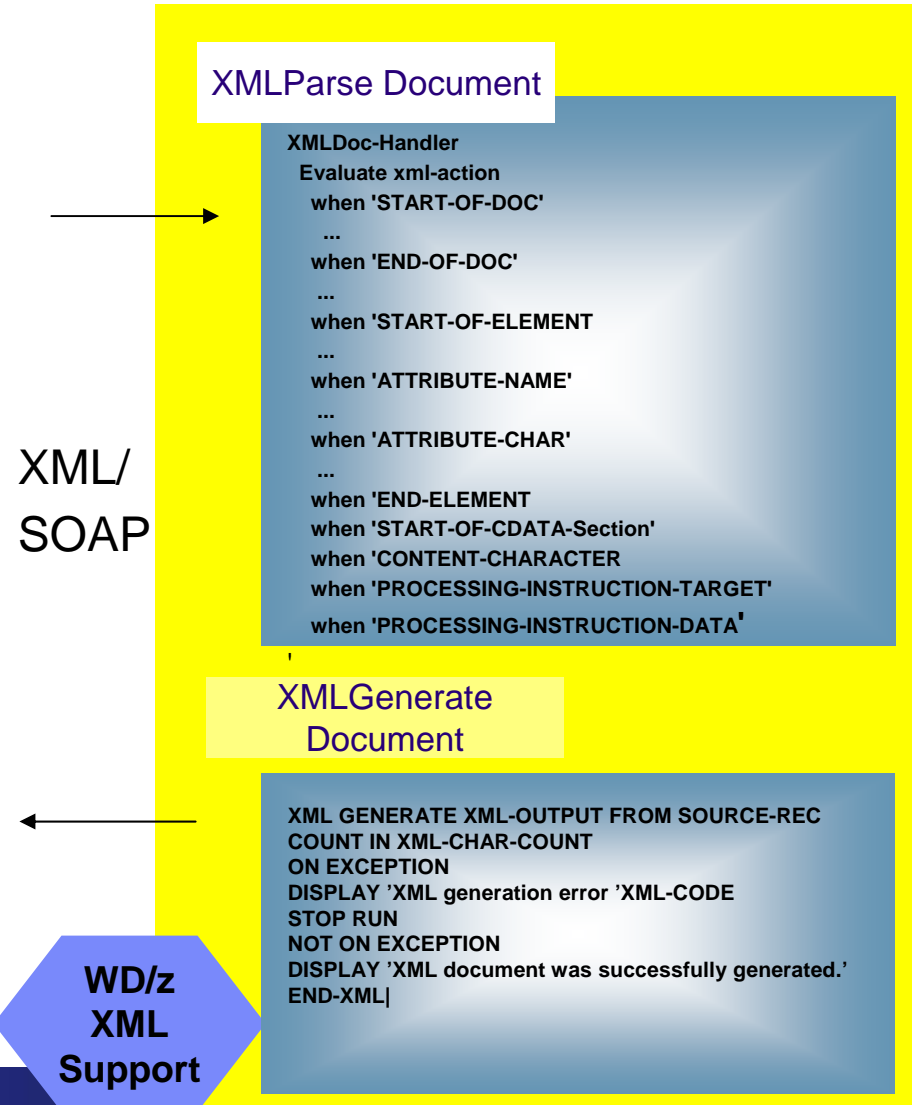 XMLParse Document
XMLDoc-Handler
Evaluate xml-action
when 'START-OF-DOC'
...
when 'END-OF-DOC'
...
when 'START-OF-ELEMENT
...
when 'ATTRIBUTE-NAME'
...
when 'ATTRIBUTE-CHAR'
...
when 'END-ELEMENT
when 'START-OF-CDATA-Section'
when 'CONTENT-CHARACTER
when 'PROCESSING-INSTRUCTION-TARGET'
when 'PROCESSING-INSTRUCTION-DATA'
'
XML/
SOAP
XMLGenerate
Document
XML GENERATE XML-OUTPUT FROM SOURCE-REC
COUNT IN XML-CHAR-COUNT
ON EXCEPTION
DISPLAY ’XML generation error ’XML-CODE
STOP RUN
NOT ON EXCEPTION
DISPLAY ’XML document was successfully generated.’
END-XML|
WD/z
XML
Support